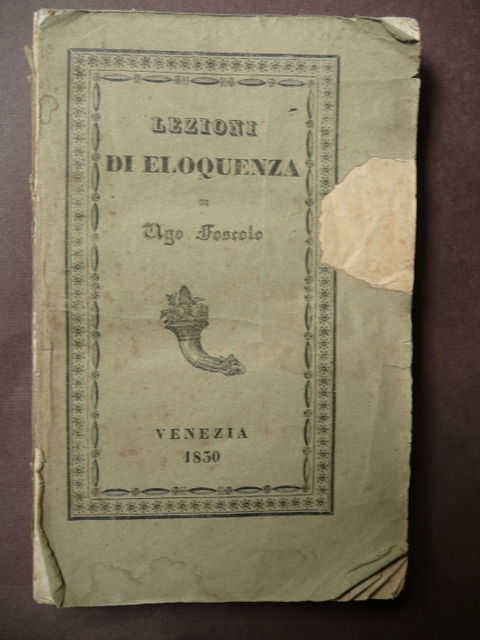 LEZIONI
DI ELOQUENZA
DI
Ugo Foscolo
VENEZIA
1830